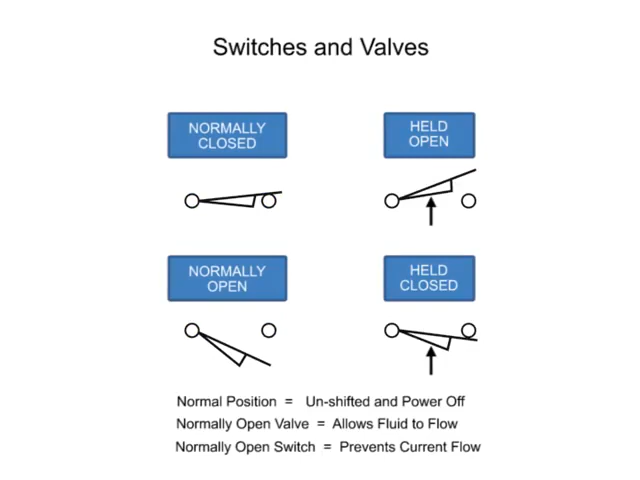 Switches and Valves
NORMALLY
CLOSED
HELD
OPEN
NORMALLY
OPEN
HELD
CLOSED
Normal Position = Un-shifted and Power Off
Normally Open Valve = Allows Fluid to Flow
Normally Open Switch = Prevents Current Flow